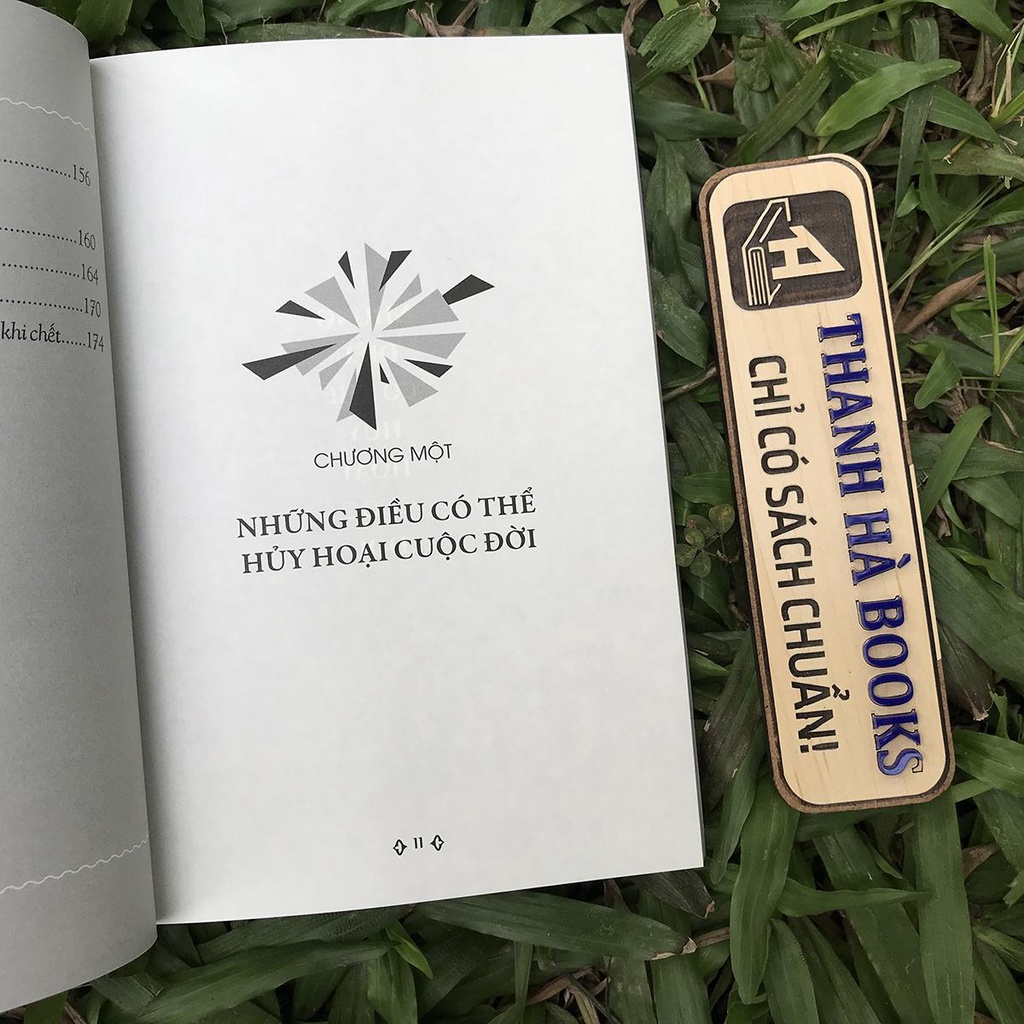 156
160
164
170
khi chết......174
CHƯƠNG MỘT
NHỮNG ĐIỀU CÓ THỂ
HỦY HOẠI CUỘC ĐỜI
11
THANH HÀ BOOKS
CHỈ CÓ SÁCH CHUẨN!